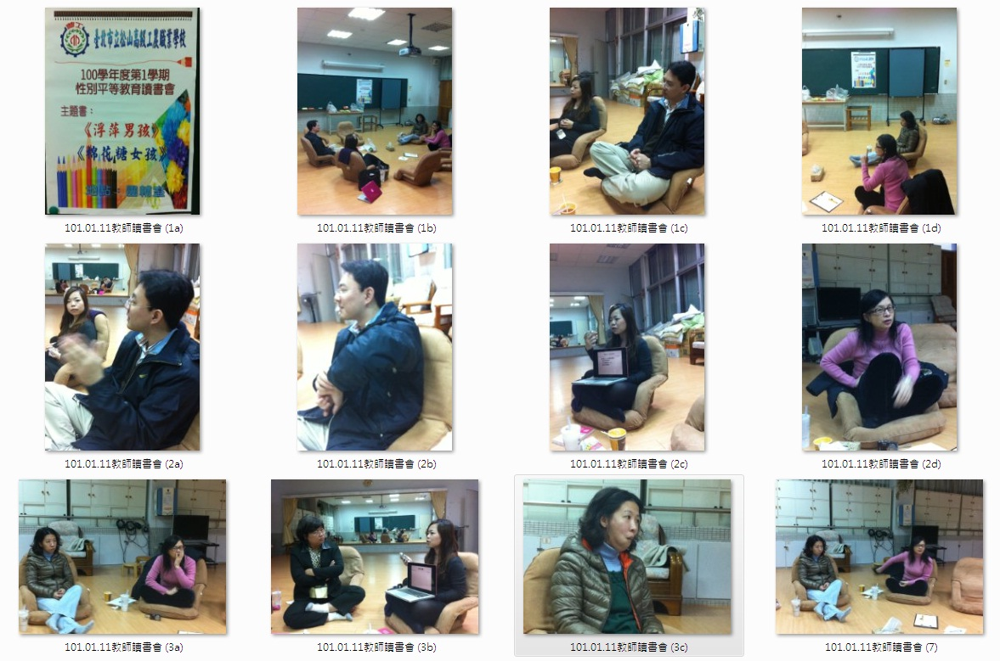 臺北市立松山高級工農職業學校
100學年度第1學期
性別平等教育讀書會
主題書：
《浮萍男孩》
《棉花糖女孩》
101.01.11教師讀書會 (1a)
101.01.11教師讀書會 (1b)
101.01.11教師讀書會 (1c)
101.01.11教師讀書會 (1d)
101.01.11教師讀書會 (2a)
101.01.11教師讀書會 (2b)
101.01.11教師讀書會 (2c)
101.01.11教師讀書會 (2d)
101.01.11教師讀書會 (3a)
101.01.11教師讀書會 (3b)
101.01.11教師讀書會 (3c)
101.01.11教師讀書會 (7)